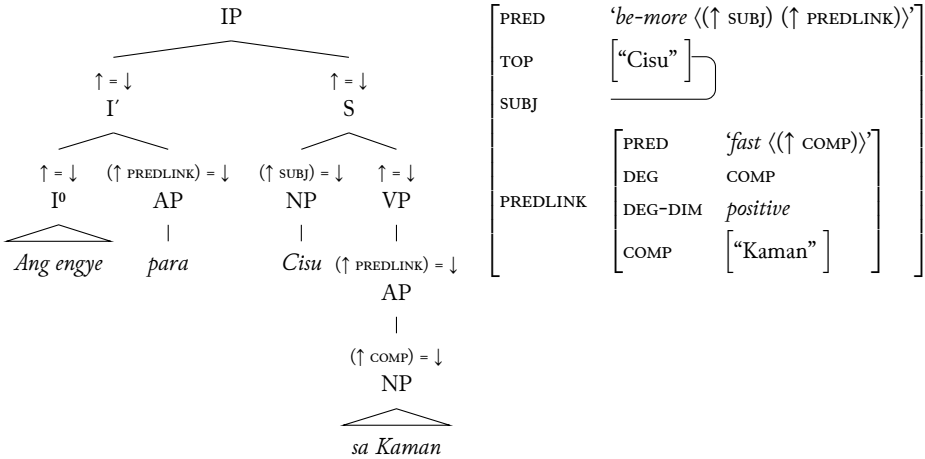 IP
↑ = ↓ ↑ = ↓
I′ S
↑ = ↓ (↑ PREDLINK) = ↓ (↑ SUBJ) = ↓ ↑ = ↓
I⁰ AP NP VP
Ang engye para Cisu (↑ PREDLINK) = ↓
AP
(↑ COMP) = ↓
NP
sa Kaman
PRED ‘be-more ⟨(↑ SUBJ) (↑ PREDLINK)⟩’
TOP [“Cisu” ]
SUBJ
PREDLINK
PRED ‘fast ⟨(↑ COMP)⟩’
DEG COMP
DEG-DIM positive
COMP [“Kaman” ]